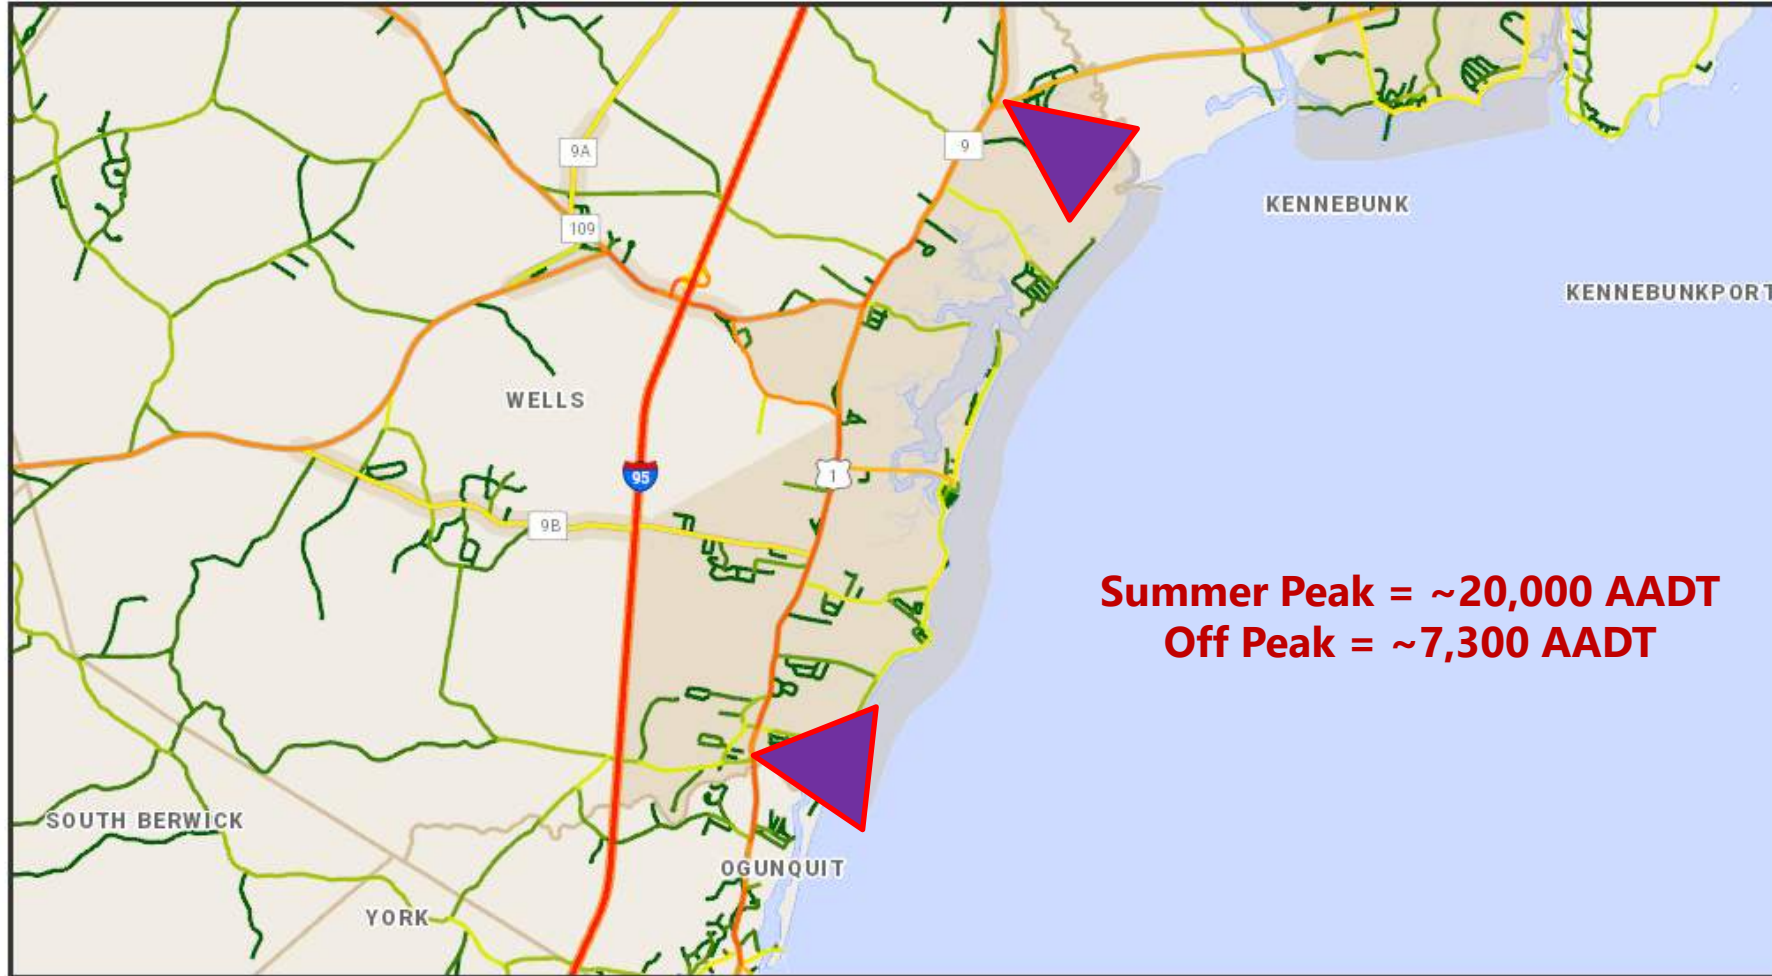 9A
9
109
KENNEBUNK
KENNEBUNKPORT
WELLS
95
1
9B
Summer Peak = ~20,000 AADT
Off Peak = ~7,300 AADT
SOUTH BERWICK
OGUNQUIT
YORK